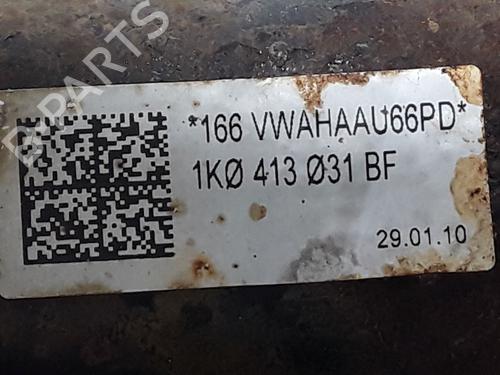 B-PARTS
*166 VWAHAAU66PD*
1KØ 413 Ø31 BF
29.01.10